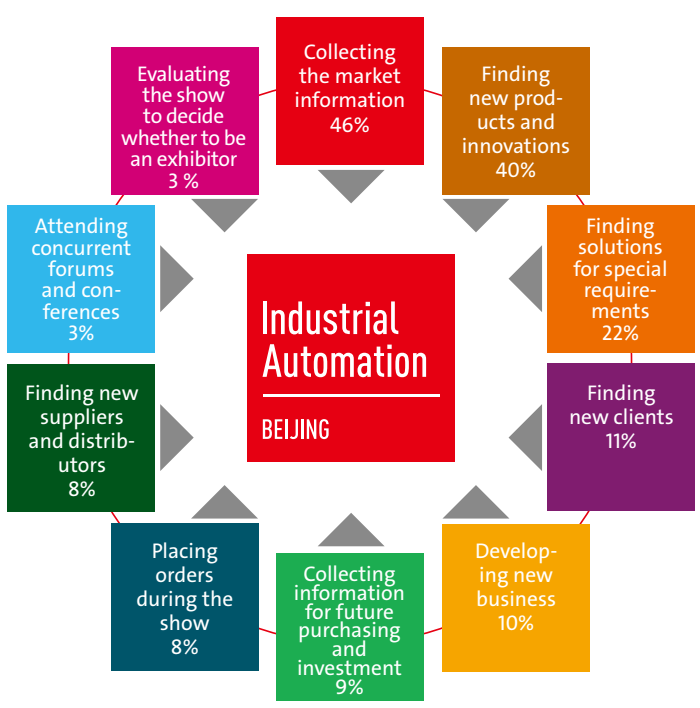 Collecting
the market
information
46%
Finding
new prod-
ucts and
innovations
40%
Finding
solutions
for special
require-
ments
22%
Finding
new clients
11%
Develop-
ing new
business
10%
Collecting
information
for future
purchasing
and
investment
9%
Placing
orders
during the
show
8%
Finding new
suppliers
and distrib-
utors
8%
Attending
concurrent
forums
and con-
ferences
3%
Evaluating
the show
to decide
whether to be
an exhibitor
3 %
Industrial
Automation
BEIJING